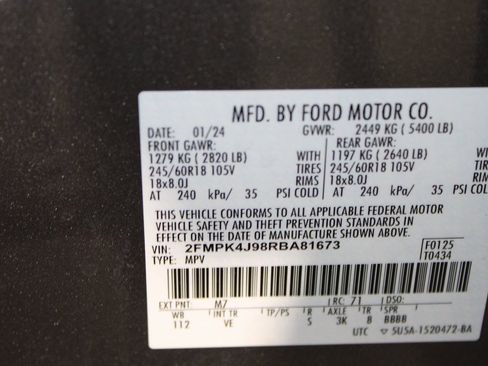 MFD. BY FORD MOTOR CO.
DATE: 01/24 GVWR: 2449 KG ( 5400 LB)
FRONT GAWR: REAR GAWR:
1279 KG ( 2820 LB) WITH 1197 KG ( 2640 LB)
245/60R18 105V TIRES 245/60R18 105V
18x8.0J RIMS 18x8.0J
AT 240 kPa/ 35 PSI COLD AT 240 kPa/ 35 PSI COLD
THIS VEHICLE CONFORMS TO ALL APPLICABLE FEDERAL MOTOR
VEHICLE SAFETY AND THEFT PREVENTION STANDARDS IN
EFFECT ON THE DATE OF MANUFACTURE SHOWN ABOVE.
VIN: 2FMPK4J98RBA81673 F0125
TYPE: MPV T0434
EXT PNT: M7 RC: 71 DSO:
WB INT TR TP/PS R AX TR SPR
112 VE S 3K B BBBB
UTC ▽ 5U5A-1520472-BA